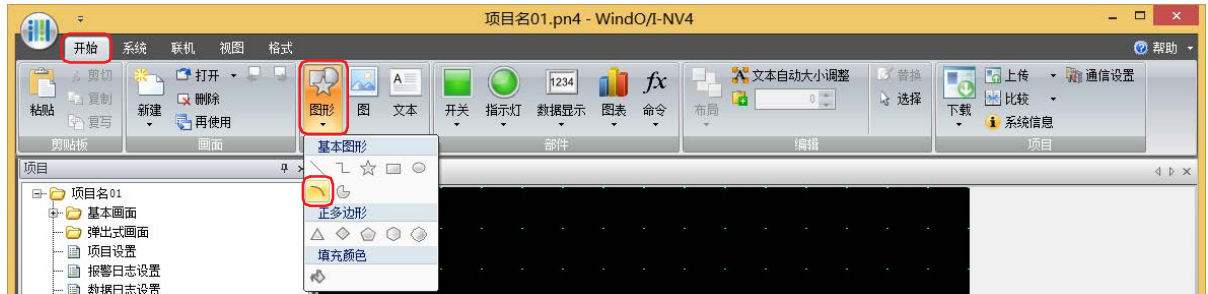 项目名01.pn4 - WindO/I-NV4
开始 系统 联机 视图 格式 帮助
粘贴 剪切 复制 复写 新建 打开 删除 再使用 图形 图 文本 开关 指示灯 1234 数据显示 图表 fx 命令 布局 文本自动大小调整 0 替换 选择 下载 上传 比较 系统信息 通信设置
剪贴板 画面 部件 编辑 项目
基本图形
正多边形
填充颜色
项目
项目名01
基本画面
弹出式画面
项目设置
报警日志设置
数据日志设置